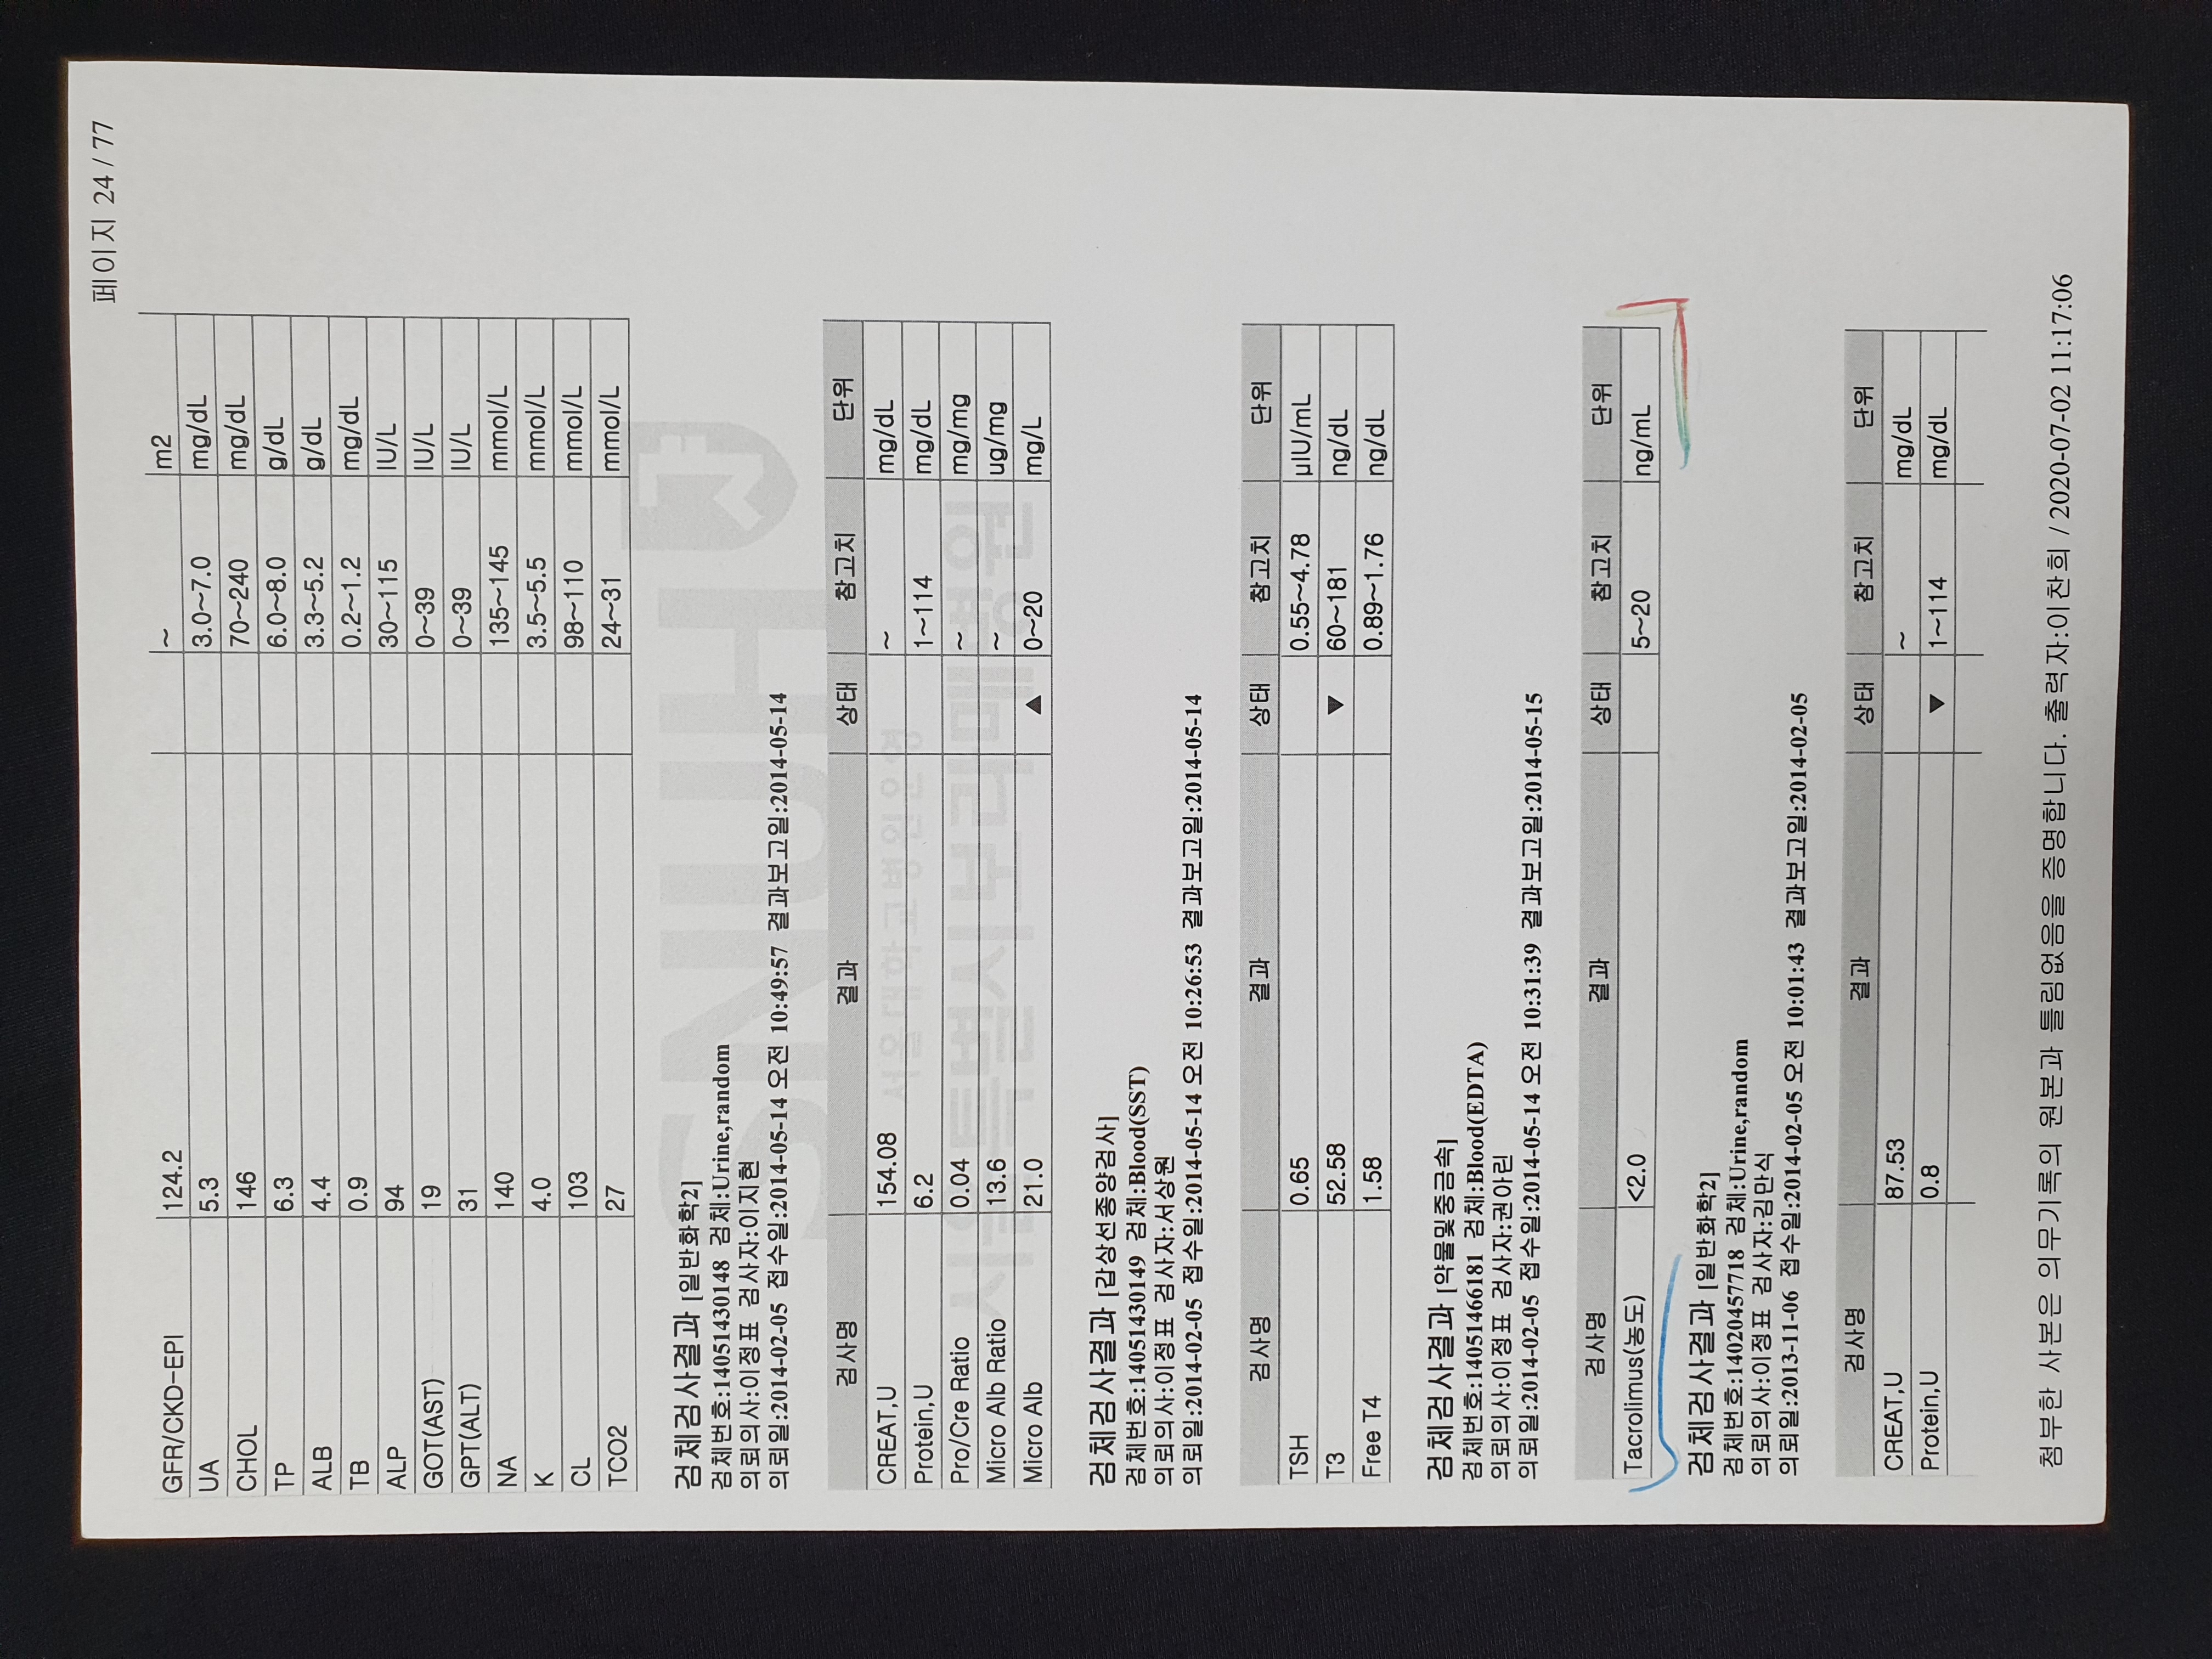 페이지 24 / 77
GFR/CKD-EPI 124.2 ~ m2
UA 5.3 3.0~7.0 mg/dL
CHOL 146 70~240 mg/dL
TP 6.3 6.0~8.0 g/dL
ALB 4.4 3.3~5.2 g/dL
TB 0.9 0.2~1.2 mg/dL
ALP 94 30~115 IU/L
GOT(AST) 19 0~39 IU/L
GPT(ALT) 31 0~39 IU/L
NA 140 135~145 mmol/L
K 4.0 3.5~5.5 mmol/L
CL 103 98~110 mmol/L
TCO2 27 24~31 mmol/L
SNUH
검체검사결과 [일반화학2]
검체번호:14051430148 검체:Urine,random
의뢰의사:이정표 검사자:이지현
의뢰일:2014-02-05 접수일:2014-05-14 오전 10:49:57 결과보고일:2014-05-14
검사명 결과 상태 참고치 단위
CREAT,U 154.08 ~ mg/dL
서울대학교병원운영
Protein,U 6.2 1~114 mg/dL
Pro/Cre Ratio 0.04 ~ mg/mg
서울특별시보라매병원
Micro Alb Ratio 13.6 ~ ug/mg
Micro Alb 21.0 ▲ 0~20 mg/L
검체검사결과 [갑상선종양검사]
검체번호:14051430149 검체:Blood(SST)
의뢰의사:이정표 검사자:서상원
의뢰일:2014-02-05 접수일:2014-05-14 오전 10:26:53 결과보고일:2014-05-14
검사명 결과 상태 참고치 단위
TSH 0.65 0.55~4.78 µIU/mL
T3 52.58 ▼ 60~181 ng/dL
Free T4 1.58 0.89~1.76 ng/dL
검체검사결과 [약물및중금속]
검체번호:14051466181 검체:Blood(EDTA)
의뢰의사:이정표 검사자:권아린
의뢰일:2014-02-05 접수일:2014-05-14 오전 10:31:39 결과보고일:2014-05-15
검사명 결과 상태 참고치 단위
Tacrolimus(농도) <2.0 5~20 ng/mL
검체검사결과 [일반화학2]
검체번호:14020457718 검체:Urine,random
의뢰의사:이정표 검사자:김만식
의뢰일:2013-11-06 접수일:2014-02-05 오전 10:01:43 결과보고일:2014-02-05
검사명 결과 상태 참고치 단위
CREAT,U 87.53 ~ mg/dL
Protein,U 0.8 ▼ 1~114 mg/dL
첨부한 사본은 의무기록의 원본과 틀림없음을 증명합니다. 출력자:이찬희 / 2020-07-02 11:17:06